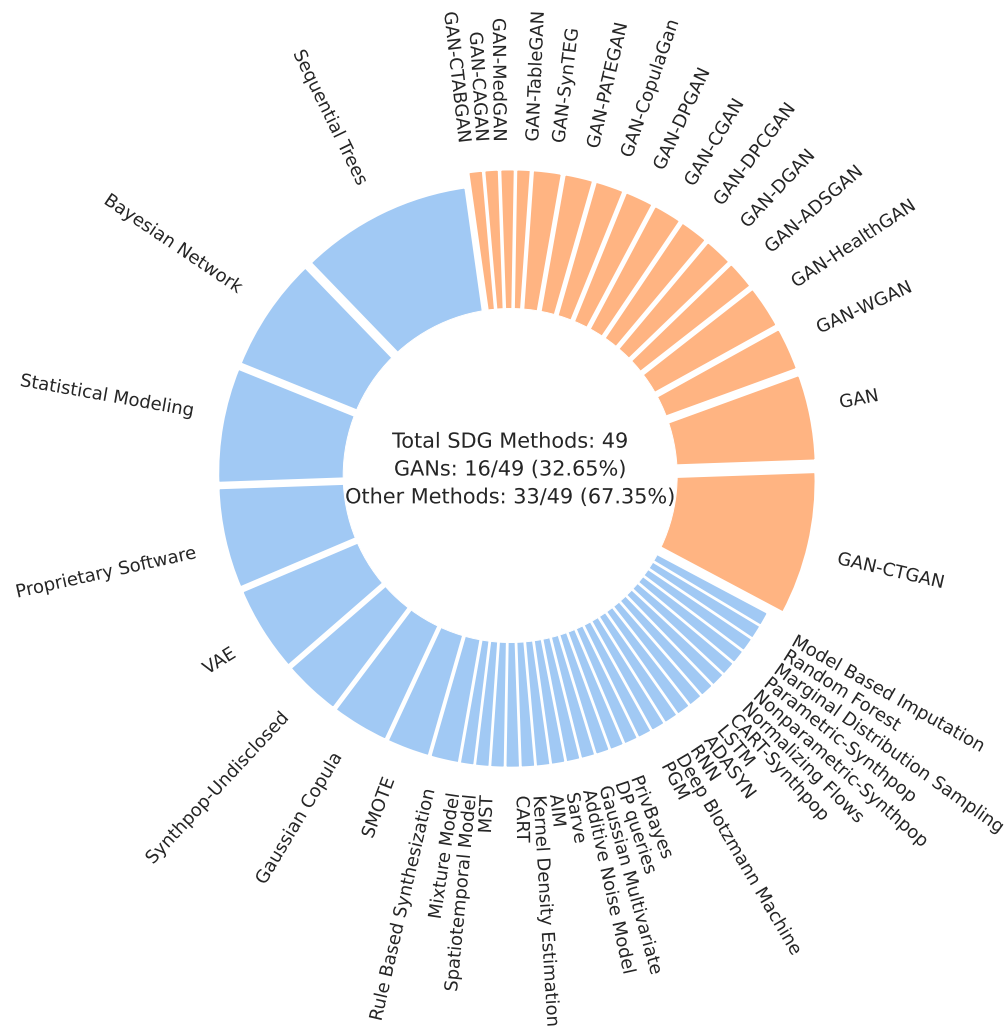 GAN-CTABGAN
GAN-CAGAN
GAN-MedGAN
GAN-TableGAN
GAN-SynTEG
GAN-PATEGAN
GAN-CopulaGan
GAN-DPGAN
GAN-CGAN
GAN-DPCGAN
GAN-DGAN
GAN-ADSGAN
GAN-HealthGAN
GAN-WGAN
GAN
GAN-CTGAN
Model Based Imputation
Random Forest
Marginal Distribution Sampling
Parametric-Synthpop
Nonparametric-Synthpop
Normalizing Flows
CART-Synthpop
LSTM
ADASYN
RNN
Deep Blotzmann Machine
PGM
PrivBayes
DP queries
Gaussian Multivariate
Additive Noise Model
Sarve
AIM
Kernel Density Estimation
CART
MST
Spatiotemporal Model
Mixture Model
Rule Based Synthesization
SMOTE
Gaussian Copula
Synthpop-Undisclosed
VAE
Proprietary Software
Statistical Modeling
Bayesian Network
Sequential Trees
Total SDG Methods: 49
GANs: 16/49 (32.65%)
Other Methods: 33/49 (67.35%)